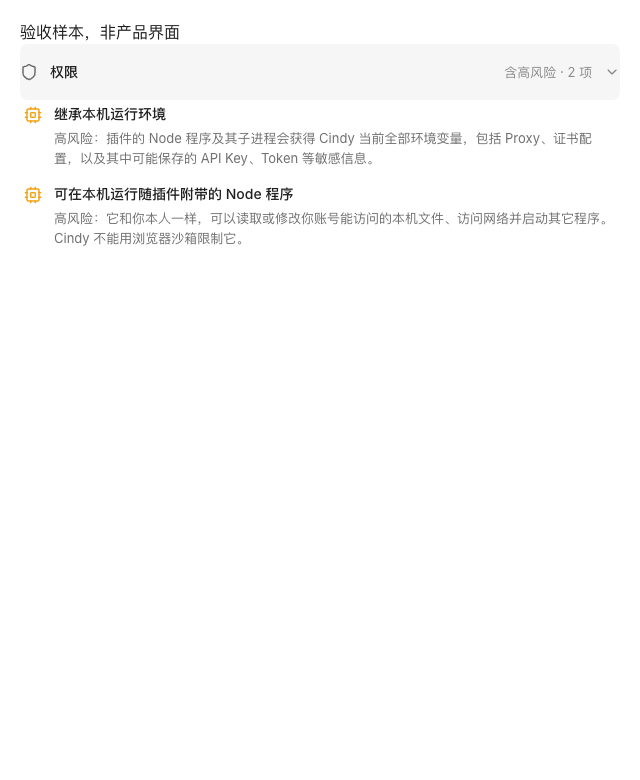 验收样本，非产品界面
权限
含高风险 · 2 项
继承本机运行环境
高风险：插件的 Node 程序及其子进程会获得 Cindy 当前全部环境变量，包括 Proxy、证书配
置，以及其中可能保存的 API Key、Token 等敏感信息。
可在本机运行随插件附带的 Node 程序
高风险：它和你本人一样，可以读取或修改你账号能访问的本机文件、访问网络并启动其它程序。
Cindy 不能用浏览器沙箱限制它。